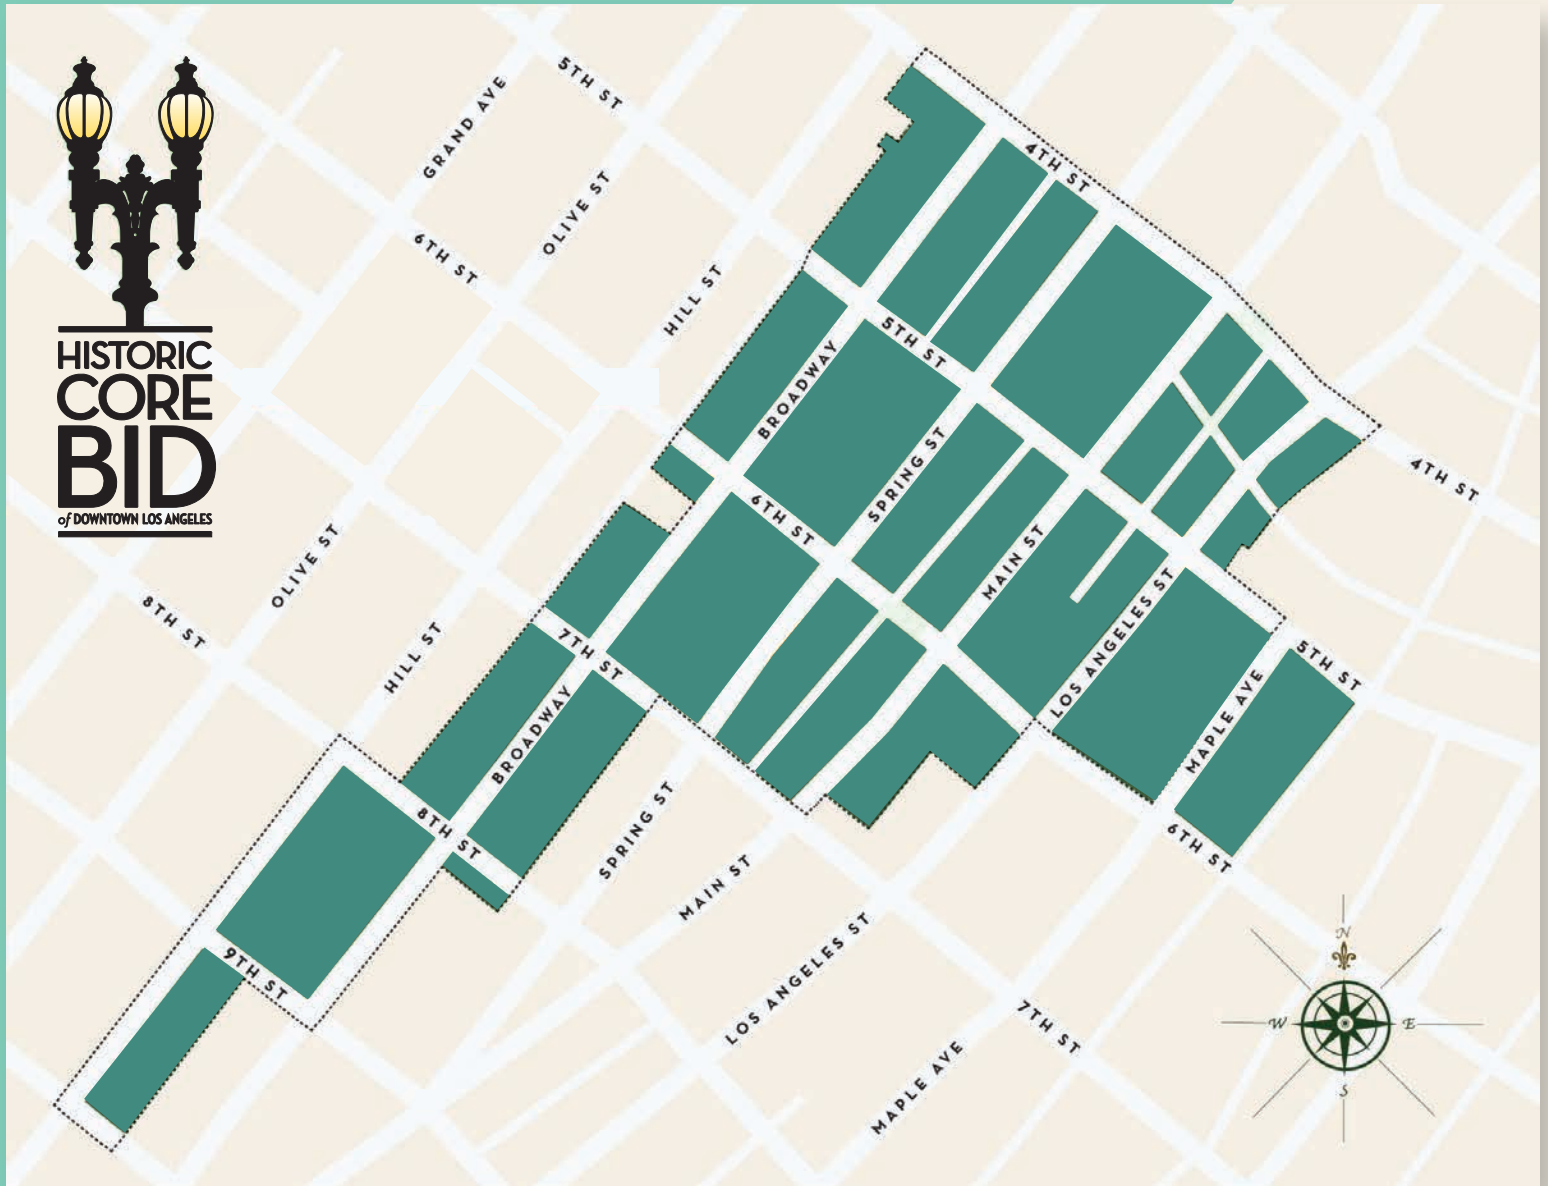 HISTORIC
CORE
BID
of DOWNTOWN LOS ANGELES
5TH ST
GRAND AVE
OLIVE ST
6TH ST
HILL ST
4TH ST
5TH ST
BROADWAY
SPRING ST
4TH ST
6TH ST
MAIN ST
OLIVE ST
8TH ST
HILL ST
7TH ST
LOS ANGELES ST
5TH ST
MAPLE AVE
BROADWAY
8TH ST
SPRING ST
6TH ST
MAIN ST
9TH ST
LOS ANGELES ST
7TH ST
MAPLE AVE
N
W
E
S